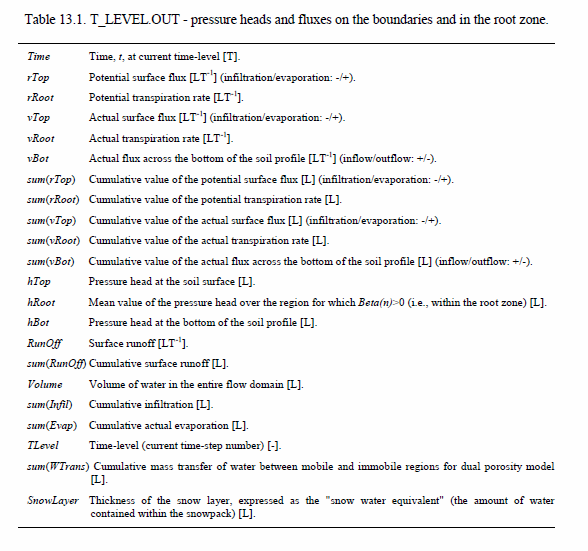 Table 13.1. T_LEVEL.OUT - pressure heads and fluxes on the boundaries and in the root zone.
Time Time, t, at current time-level [T].
rTop Potential surface flux [LT⁻¹] (infiltration/evaporation: -/+).
rRoot Potential transpiration rate [LT⁻¹].
vTop Actual surface flux [LT⁻¹] (infiltration/evaporation: -/+).
vRoot Actual transpiration rate [LT⁻¹].
vBot Actual flux across the bottom of the soil profile [LT⁻¹] (inflow/outflow: +/-).
sum(rTop) Cumulative value of the potential surface flux [L] (infiltration/evaporation: -/+).
sum(rRoot) Cumulative value of the potential transpiration rate [L].
sum(vTop) Cumulative value of the actual surface flux [L] (infiltration/evaporation: -/+).
sum(vRoot) Cumulative value of the actual transpiration rate [L].
sum(vBot) Cumulative value of the actual flux across the bottom of the soil profile [L] (inflow/outflow: +/-).
hTop Pressure head at the soil surface [L].
hRoot Mean value of the pressure head over the region for which Beta(n)>0 (i.e., within the root zone) [L].
hBot Pressure head at the bottom of the soil profile [L].
RunOff Surface runoff [LT⁻¹].
sum(RunOff) Cumulative surface runoff [L].
Volume Volume of water in the entire flow domain [L].
sum(Infil) Cumulative infiltration [L].
sum(Evap) Cumulative actual evaporation [L].
TLevel Time-level (current time-step number) [-].
sum(WTrans) Cumulative mass transfer of water between mobile and immobile regions for dual porosity model
[L].
SnowLayer Thickness of the snow layer, expressed as the "snow water equivalent" (the amount of water
contained within the snowpack) [L].